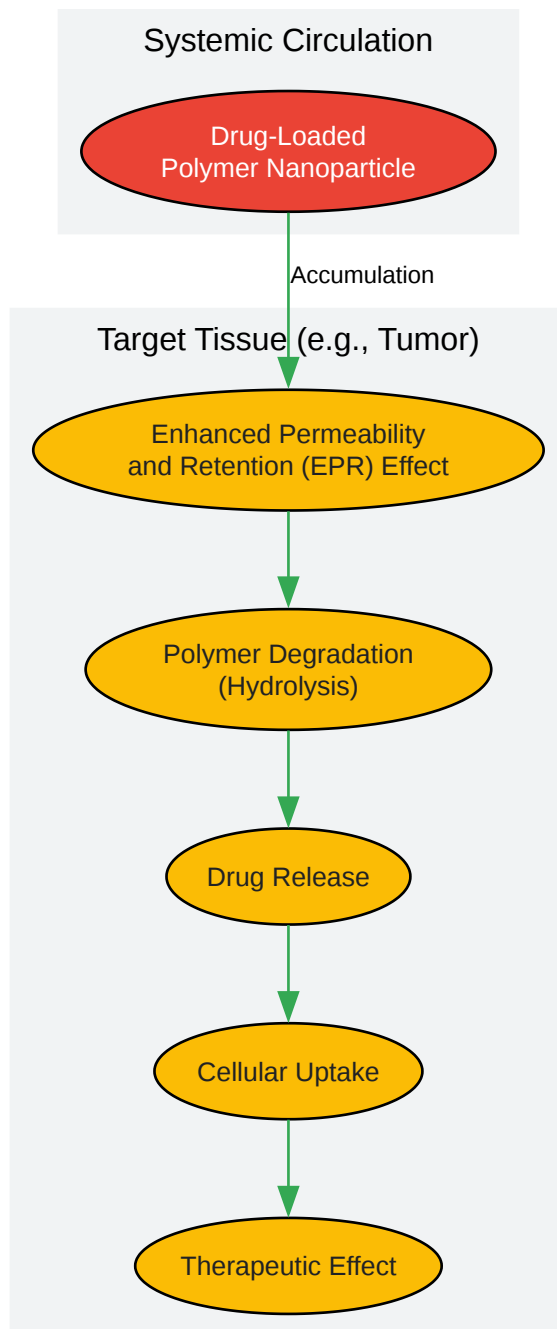 Systemic Circulation
Drug-Loaded
Polymer Nanoparticle
Accumulation
Target Tissue (e.g., Tumor)
Enhanced Permeability
and Retention (EPR) Effect
Polymer Degradation
(Hydrolysis)
Drug Release
Cellular Uptake
Therapeutic Effect